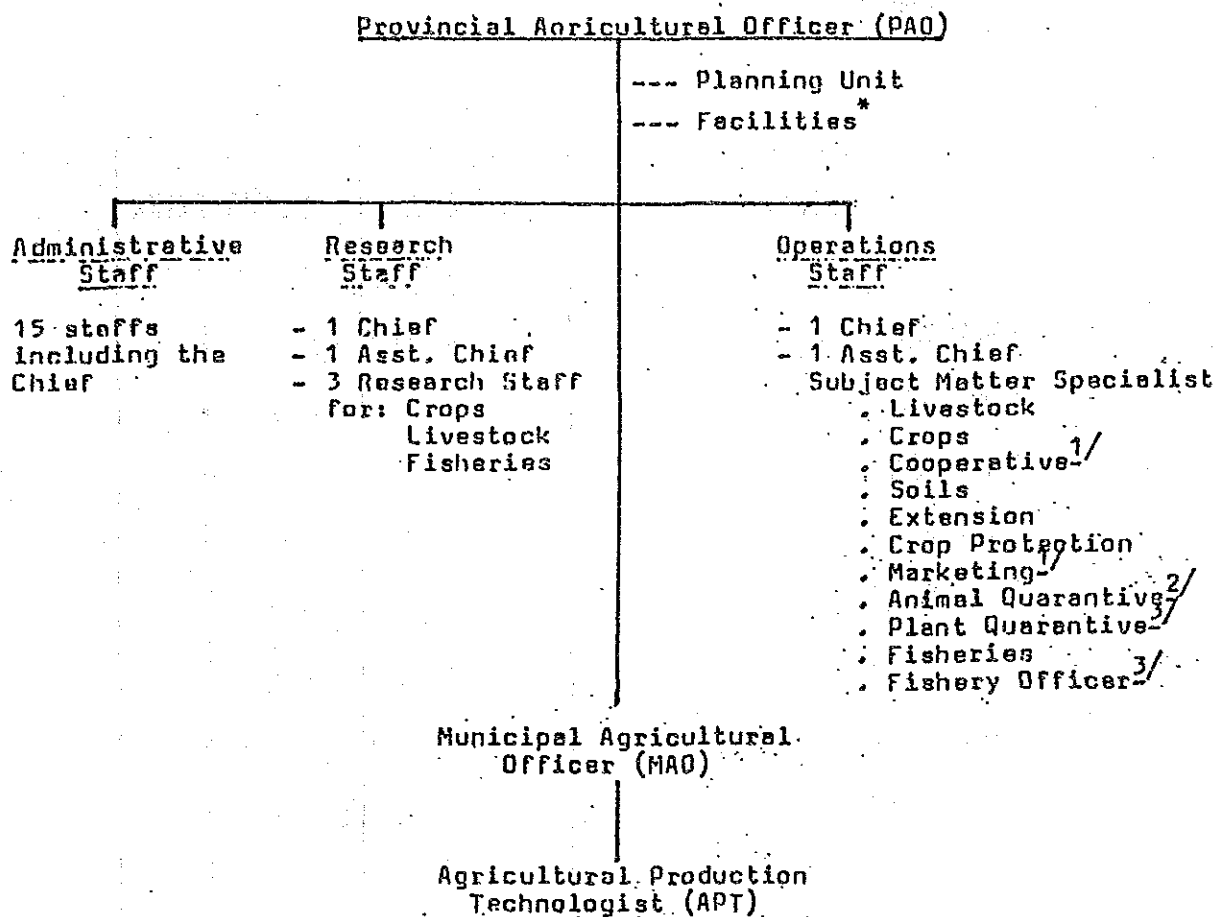 Provincial Agricultural Officer (PAO)
--- Planning Unit
--- Facilities*
Administrative
Staff
15 staffs
including the
Chief
Research
Staff
- 1 Chief
- 1 Asst. Chief
- 3 Research Staff
for: Crops
Livestock
Fisheries
Operations
Staff
- 1 Chief
- 1 Asst. Chief
Subject Matter Specialist
. Livestock
. Crops
. Cooperative 1/
. Soils
. Extension
. Crop Protection
. Marketing 1/
. Animal Quarantive 2/
. Plant Quarantive 3/
. Fisheries
. Fishery Officer 3/
Municipal Agricultural
Officer (MAO)
Agricultural Production
Technologist (APT)